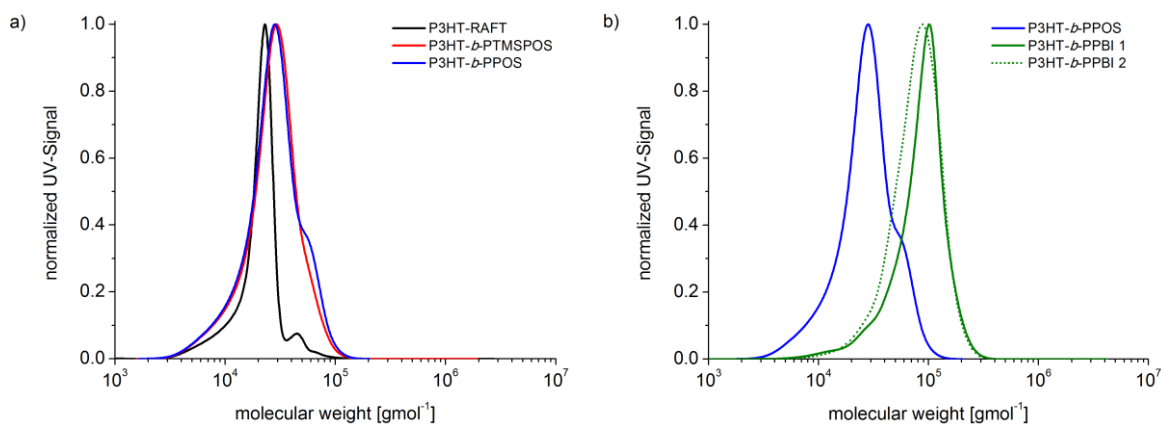 a)
P3HT-RAFT
P3HT-b-PTMSPOS
P3HT-b-PPOS
normalized UV-Signal
1.0
0.8
0.6
0.4
0.2
0.0
10³ 10⁴ 10⁵ 10⁶ 10⁷
molecular weight [gmol⁻¹]
b)
P3HT-b-PPOS
P3HT-b-PPBI 1
P3HT-b-PPBI 2
normalized UV-Signal
1.0
0.8
0.6
0.4
0.2
0.0
10³ 10⁴ 10⁵ 10⁶ 10⁷
molecular weight [gmol⁻¹]